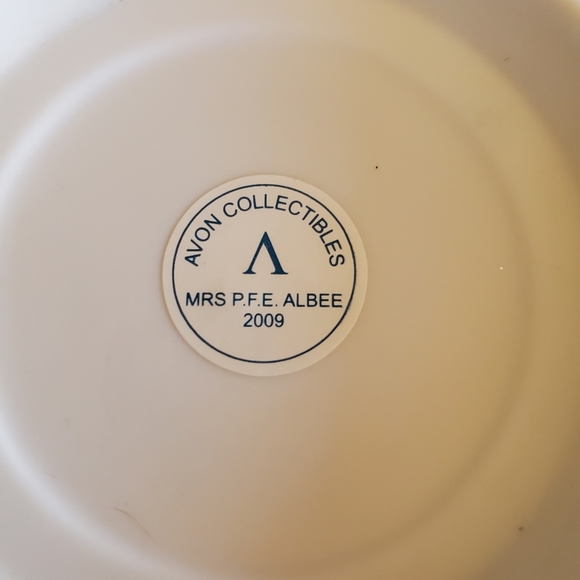 AVON COLLECTIBLES
Λ
MRS P.F.E. ALBEE
2009